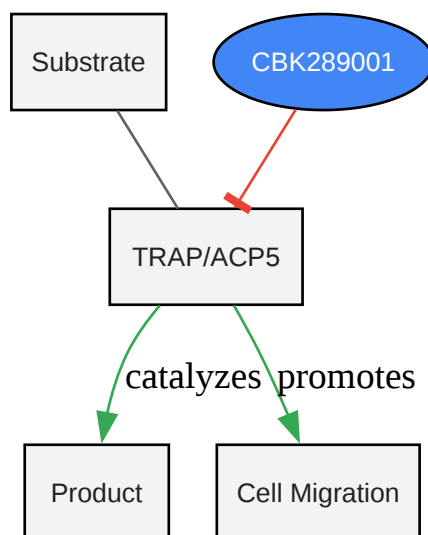 Substrate
CBK289001
TRAP/ACP5
catalyzes
promotes
Product
Cell Migration